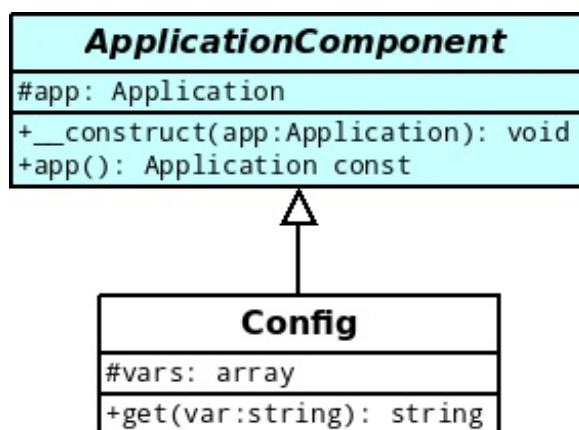 ApplicationComponent
#app: Application
+__construct(app:Application): void
+app(): Application const
Config
#vars: array
+get(var:string): string